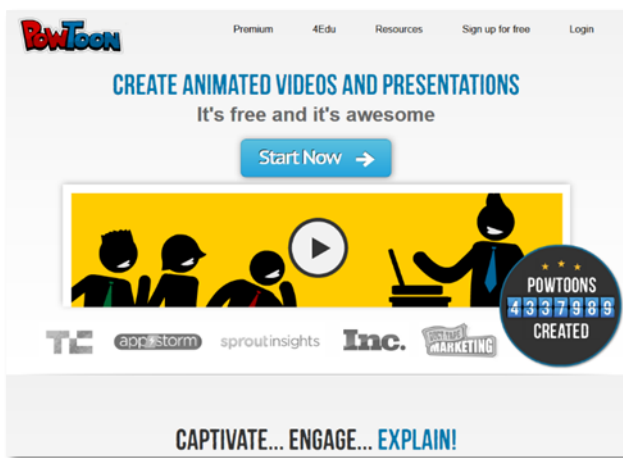 PowToon
Premium 4Edu Resources Sign up for free Login
CREATE ANIMATED VIDEOS AND PRESENTATIONS
It's free and it's awesome
Start Now
POWTOONS
4337989
CREATED
TC appstorm sproutinsights Inc. DUCT TAPE MARKETING
CAPTIVATE... ENGAGE... EXPLAIN!